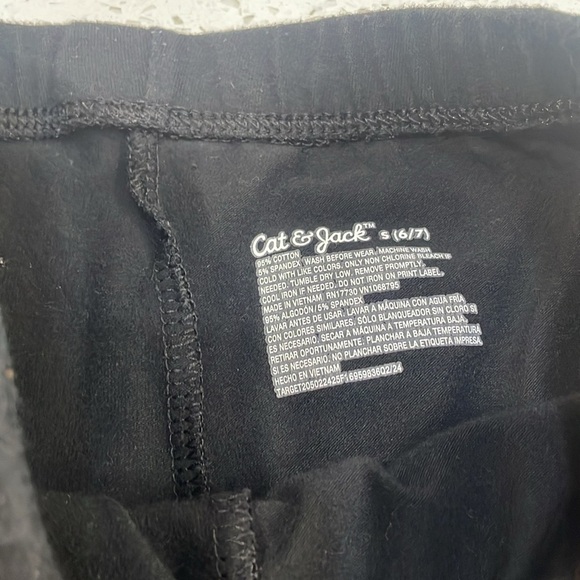 Cat & Jack™ S (6/7)
95% COTTON
5% SPANDEX WASH BEFORE WEAR. MACHINE WASH
COLD WITH LIKE COLORS. ONLY NON CHLORINE BLEACH IF
NEEDED. TUMBLE DRY LOW. REMOVE PROMPTLY.
COOL IRON IF NEEDED. DO NOT IRON ON PRINT LABEL.
MADE IN VIETNAM RN17730 VN1068795
95% ALGODÓN/5% SPANDEX
LAVAR ANTES DE USAR. LAVAR A MÁQUINA CON AGUA FRÍA
CON COLORES SIMILARES. SÓLO BLANQUEADOR SIN CLORO SI
ES NECESARIO/ SECAR A MÁQUINA A TEMPERATURA BAJA.
RETIRAR OPORTUNAMENTE. PLANCHAR A BAJA TEMPERATURA
SI ES NECESARIO. NO PLANCHAR SOBRE LA ETIQUETA IMPRESA.
HECHO EN VIETNAM
TARGET205022425F1695983602/24